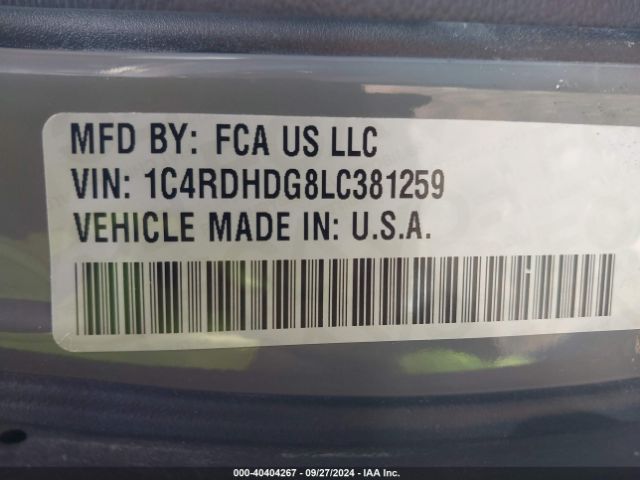 MFD BY: FCA US LLC
VIN: 1C4RDHDG8LC381259
VEHICLE MADE IN: U.S.A.
000-40404267 - 09/27/2024 - IAA Inc.